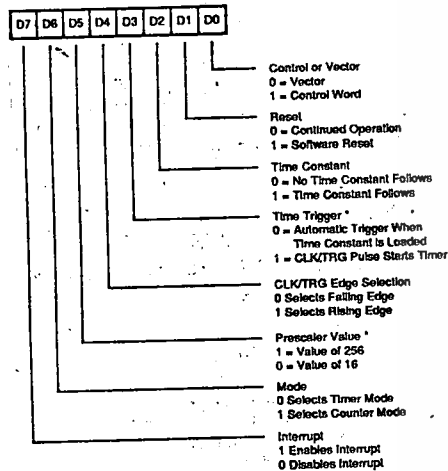 D7 D6 D5 D4 D3 D2 D1 D0
Control or Vector
0 = Vector
1 = Control Word
Reset
0 = Continued Operation
1 = Software Reset
Time Constant
0 = No Time Constant Follows
1 = Time Constant Follows
Time Trigger *
0 = Automatic Trigger When
Time Constant is Loaded
1 = CLK/TRG Pulse Starts Timer
CLK/TRG Edge Selection
0 Selects Falling Edge
1 Selects Rising Edge
Prescaler Value *
1 = Value of 256
0 = Value of 16
Mode
0 Selects Timer Mode
1 Selects Counter Mode
Interrupt
1 Enables Interrupt
0 Disables Interrupt